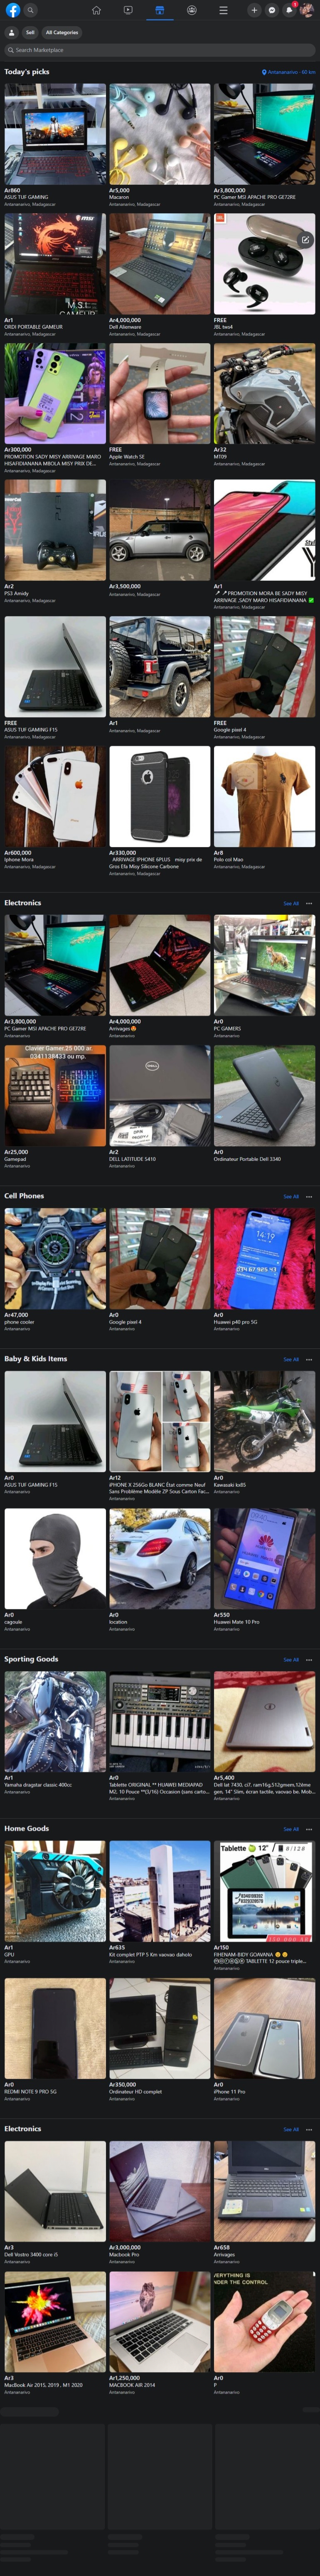 Sell
All Categories
Search Marketplace
Today's picks
Antananarivo · 60 km
Ar860
ASUS TUF GAMING
Antananarivo, Madagascar
Ar5,000
Macaron
Antananarivo, Madagascar
Ar3,800,000
PC Gamer MSI APACHE PRO GE72RE
Antananarivo, Madagascar
Ar1
ORDI PORTABLE GAMEUR
Antananarivo, Madagascar
Ar4,000,000
Dell Alienware
Antananarivo, Madagascar
FREE
JBL tws4
Antananarivo, Madagascar
Ar300,000
PROMOTION SADY MISY ARRIVAGE MARO
HISAFIDIANANA MBOLA MISY PRIX DE...
Antananarivo, Madagascar
FREE
Apple Watch SE
Antananarivo, Madagascar
Ar32
MT09
Antananarivo, Madagascar
Ar2
PS3 Amidy
Antananarivo, Madagascar
Ar3,500,000
Antananarivo, Madagascar
Ar1
PROMOTION MORA BE SADY MISY
ARRIVAGE ,SADY MARO HISAFIDIANANA ✅
Antananarivo, Madagascar
FREE
ASUS TUF GAMING F15
Antananarivo, Madagascar
Ar1
Antananarivo, Madagascar
FREE
Google pixel 4
Antananarivo, Madagascar
Ar600,000
Iphone Mora
Antananarivo, Madagascar
Ar330,000
ARRIVAGE IPHONE 6PLUS misy prix de
Gros Efa Misy Silicone Carbone
Antananarivo, Madagascar
Ar8
Polo col Mao
Antananarivo, Madagascar
Electronics
See All
Ar3,800,000
PC Gamer MSI APACHE PRO GE72RE
Antananarivo
Ar4,000,000
Arrivages😍
Antananarivo
Ar0
PC GAMERS
Antananarivo
Clavier Gamer 25 000 ar
0341138433 ou mp.
Ar25,000
Gamepad
Antananarivo
Ar2
DELL LATITUDE 5410
Antananarivo
Ar0
Ordinateur Portable Dell 3340
Antananarivo
Cell Phones
See All
Ar47,000
phone cooler
Antananarivo
Ar0
Google pixel 4
Antananarivo
14:19
034 67 925 43
Ar0
Huawei p40 pro 5G
Antananarivo
Baby & Kids Items
See All
Ar0
ASUS TUF GAMING F15
Antananarivo
Ar12
iPHONE X 256Go BLANC État comme Neuf
Sans Problème Modèle ZP Sous Carton Fac...
Antananarivo
Ar0
Kawasaki kx85
Antananarivo
Ar0
cagoule
Antananarivo
Ar0
location
Antananarivo
Ar550
Huawei Mate 10 Pro
Antananarivo
Sporting Goods
See All
Ar1
Yamaha dragstar classic 400cc
Antananarivo
Ar0
Tablette ORIGINAL ** HUAWEI MEDIAPAD
M2, 10 Pouce **(3/16) Occasion (sans carto...
Antananarivo
Ar5,400
Dell lat 7430, ci7, ram16g,512gmem,12ème
gen, 14" Slim, écran tactile, vaovao be. Mob...
Antananarivo
Home Goods
See All
Ar1
GPU
Antananarivo
Ar635
Kit complet PTP 5 Km vaovao daholo
Antananarivo
Tablette 12" 8/128
Ar150
FIHENAM-BIDY GOAVANA
TABLETTE 12 pouce triple...
Antananarivo
Ar0
REDMI NOTE 9 PRO 5G
Antananarivo
Ar350,000
Ordinateur HD complet
Antananarivo
Ar0
iPhone 11 Pro
Antananarivo
Electronics
See All
Ar3
Dell Vostro 3400 core i5
Antananarivo
Ar3,000,000
Macbook Pro
Antananarivo
Ar658
Arrivages
Antananarivo
Ar3
MacBook Air 2015, 2019 , M1 2020
Antananarivo
Ar1,250,000
MACBOOK AIR 2014
Antananarivo
VERYTHING IS
NDER THE CONTROL
Ar0
P
Antananarivo